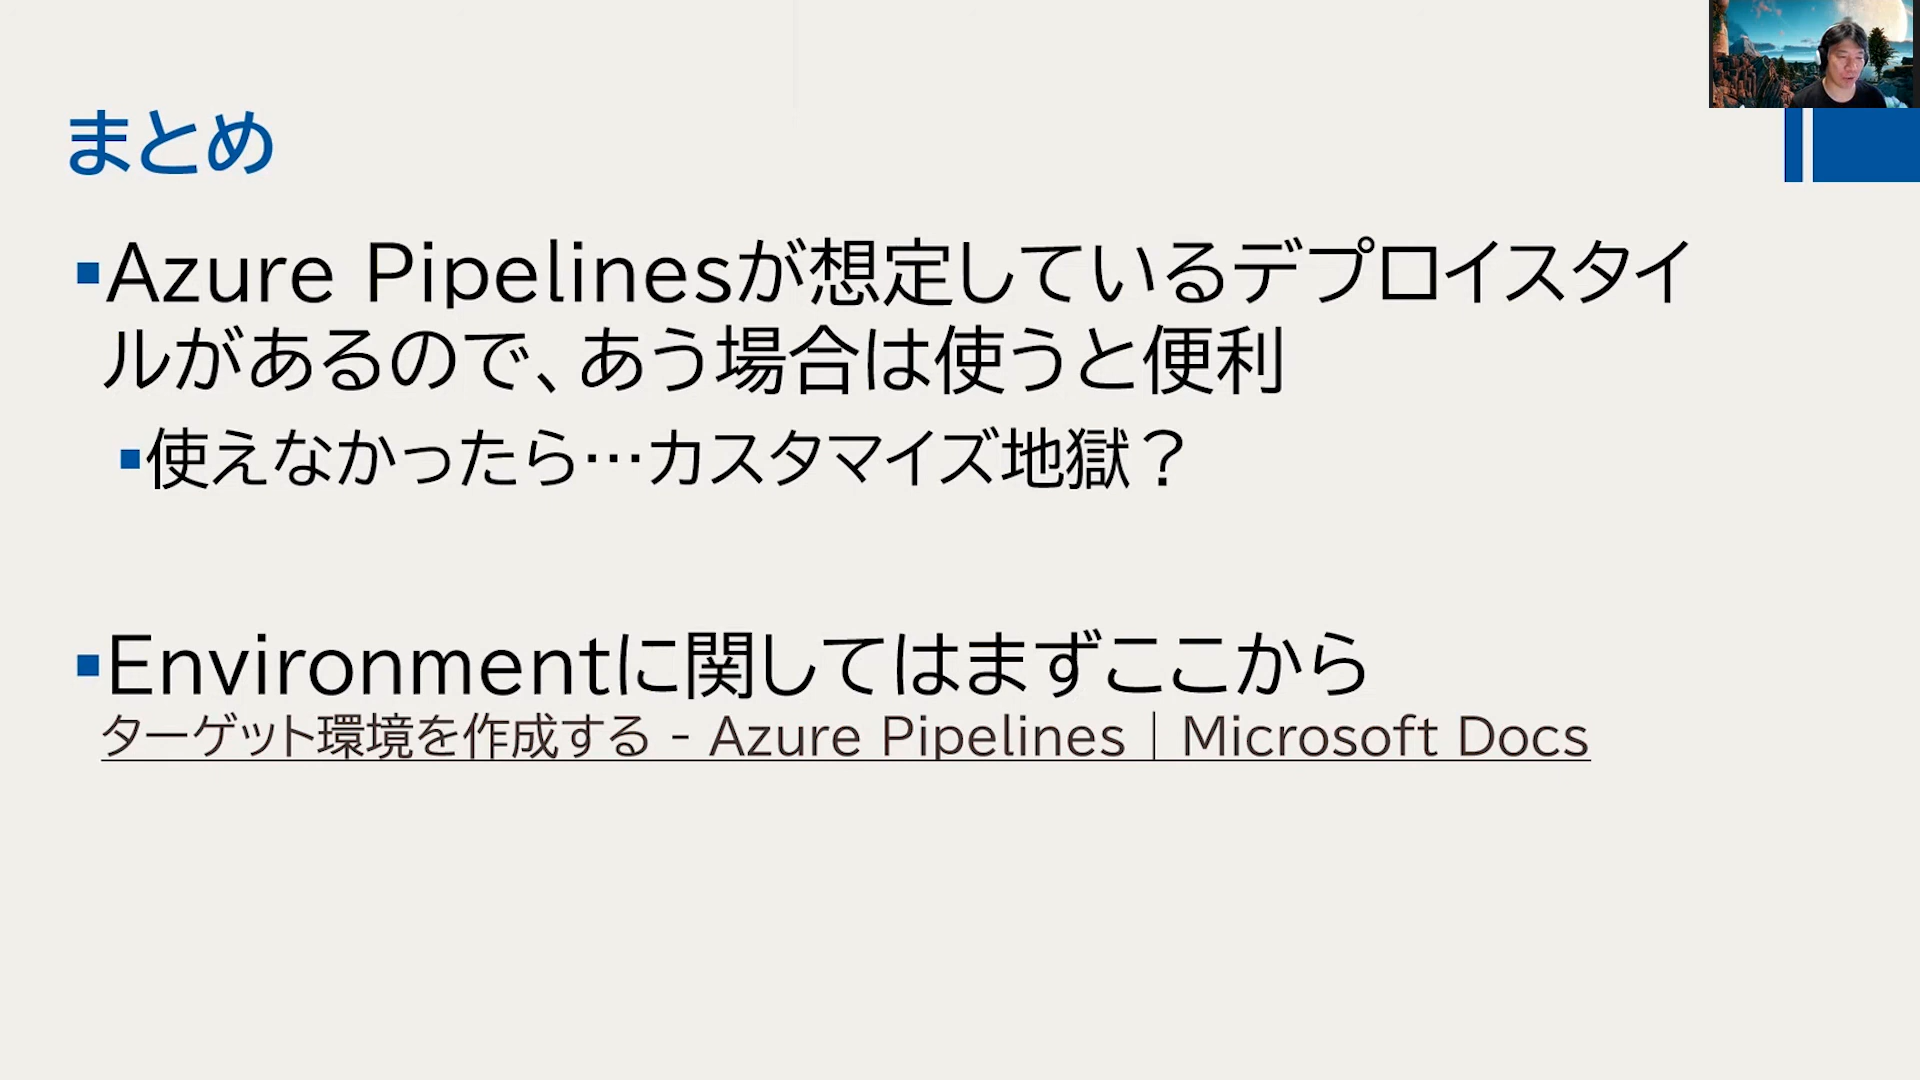 まとめ
Azure Pipelinesが想定しているデプロイスタイ
ルがあるので、あう場合は使うと便利
使えなかったら…カスタマイズ地獄？
Environmentに関してはまずここから
ターゲット環境を作成する - Azure Pipelines | Microsoft Docs